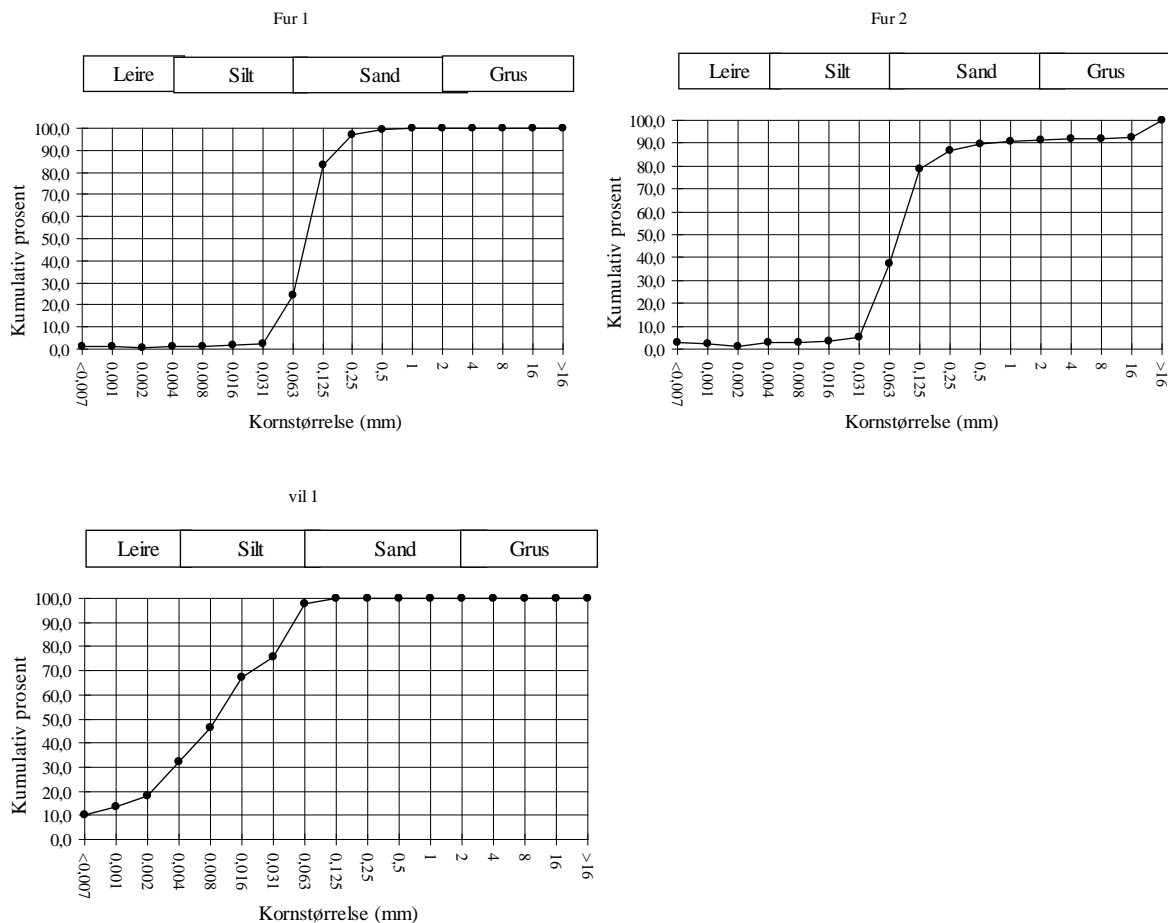 Fur 1
Leire Silt Sand Grus
100,0
90,0
80,0
70,0
60,0
50,0
40,0
30,0
20,0
10,0
0,0
Kumulativ prosent
<0,007 0,001 0,002 0,004 0,008 0,016 0,031 0,063 0,125 0,25 0,5 1 2 4 8 16 >16
Kornstørrelse (mm)
Fur 2
Leire Silt Sand Grus
100,0
90,0
80,0
70,0
60,0
50,0
40,0
30,0
20,0
10,0
0,0
Kumulativ prosent
<0,007 0,001 0,002 0,004 0,008 0,016 0,031 0,063 0,125 0,25 0,5 1 2 4 8 16 >16
Kornstørrelse (mm)
vil 1
Leire Silt Sand Grus
100,0
90,0
80,0
70,0
60,0
50,0
40,0
30,0
20,0
10,0
0,0
Kumulativ prosent
<0,007 0,001 0,002 0,004 0,008 0,016 0,031 0,063 0,125 0,25 0,5 1 2 4 8 16 >16
Kornstørrelse (mm)